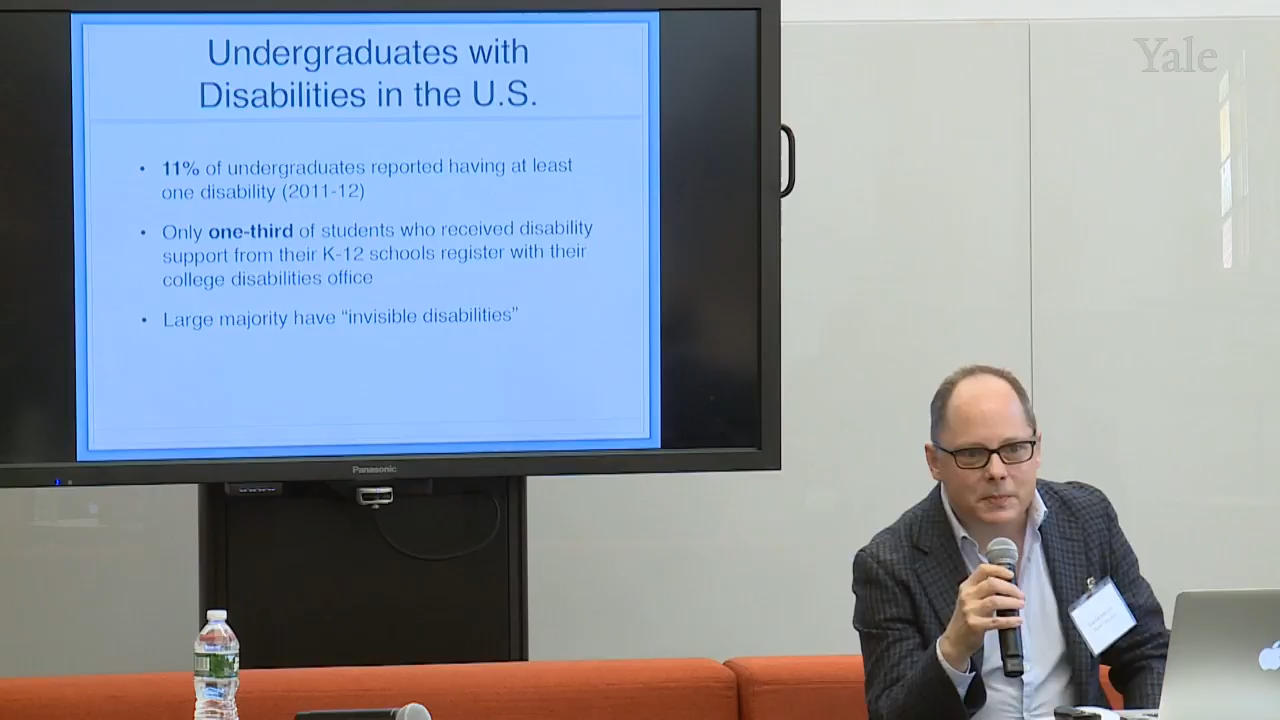 Undergraduates with
Disabilities in the U.S.
• 11% of undergraduates reported having at least
one disability (2011-12)
• Only one-third of students who received disability
support from their K-12 schools register with their
college disabilities office
• Large majority have “invisible disabilities”
Panasonic
Yale